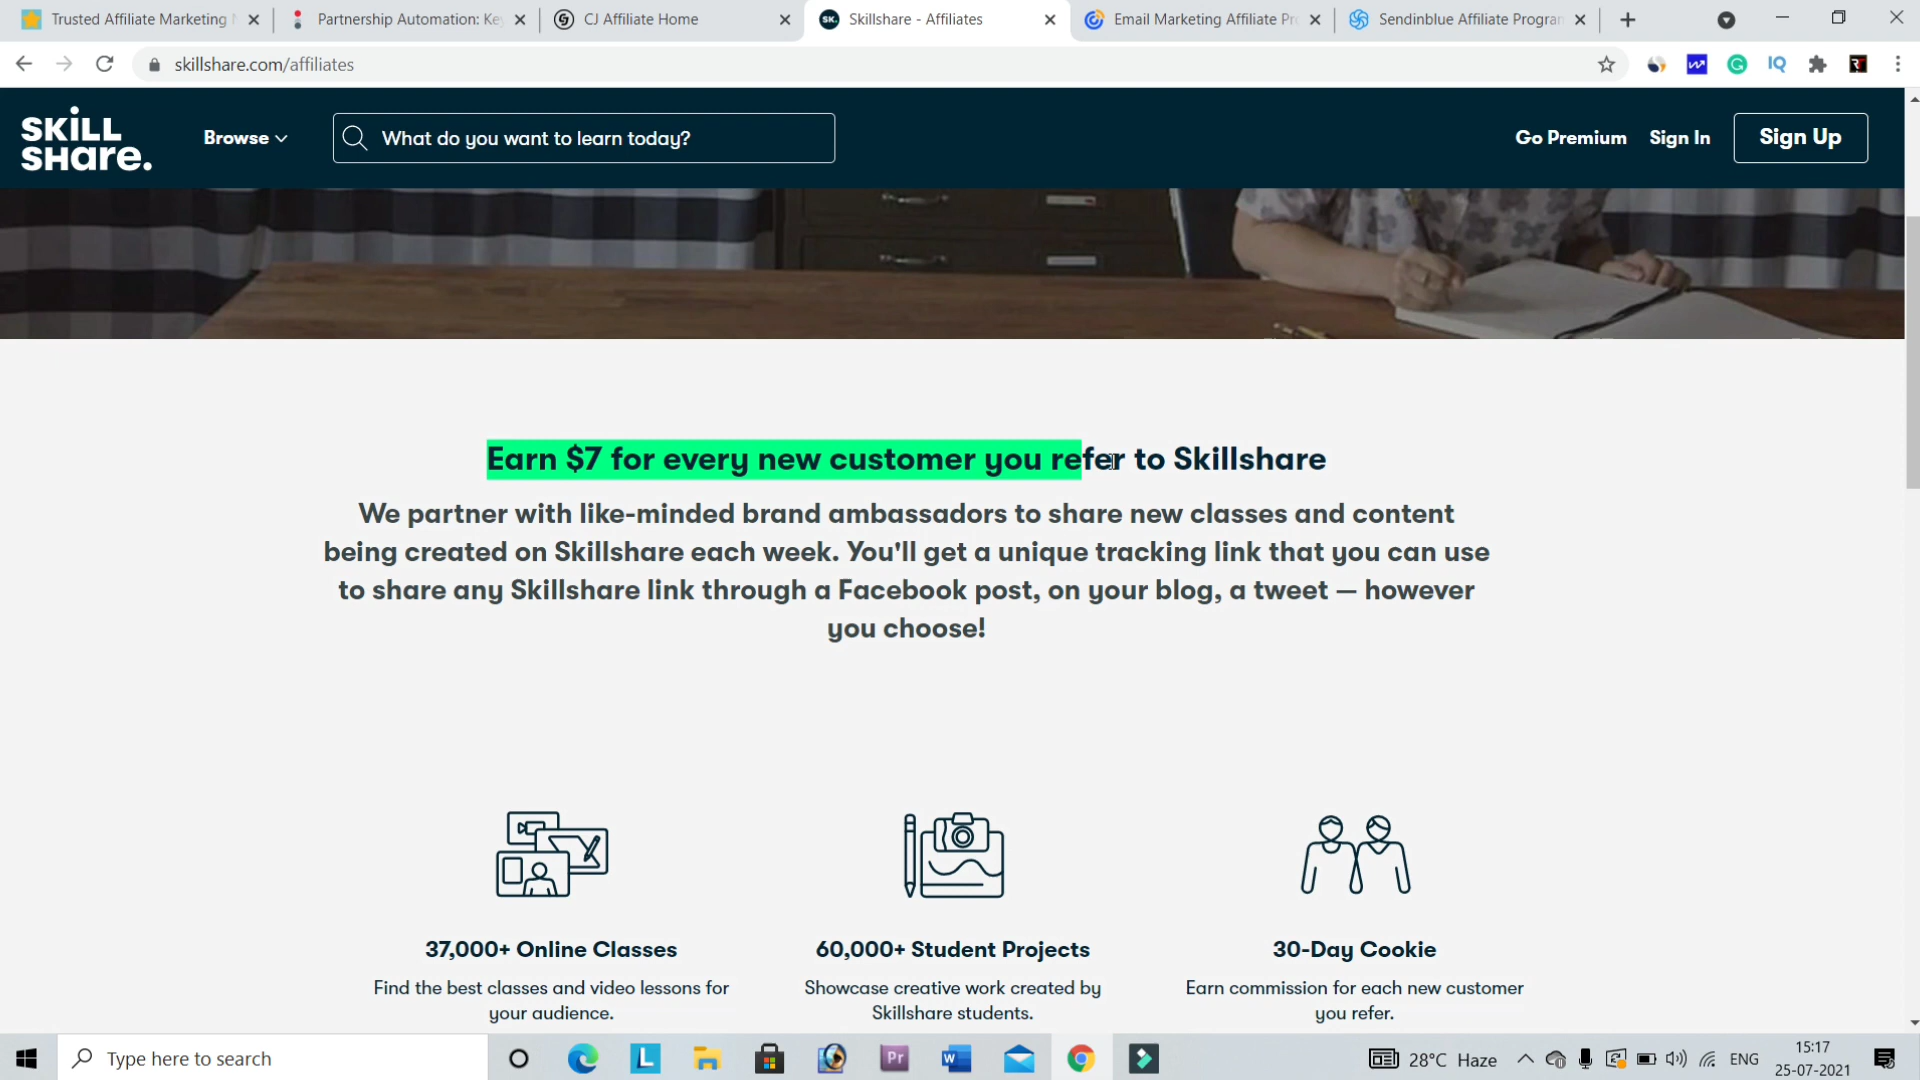 Trusted Affiliate Marketing
Partnership Automation: Ke
CJ Affiliate Home
Skillshare - Affiliates
Email Marketing Affiliate Pr
Sendinblue Affiliate Program
skillshare.com/affiliates
IQ
SKiLL
SHare.
Browse
What do you want to learn today?
Go Premium
Sign In
Sign Up
Earn $7 for every new customer you refer to Skillshare
We partner with like-minded brand ambassadors to share new classes and content
being created on Skillshare each week. You'll get a unique tracking link that you can use
to share any Skillshare link through a Facebook post, on your blog, a tweet — however
you choose!
37,000+ Online Classes
Find the best classes and video lessons for
your audience.
60,000+ Student Projects
Showcase creative work created by
Skillshare students.
30-Day Cookie
Earn commission for each new customer
you refer.
Type here to search
L
Pr
W
28°C Haze
ENG
15:17
25-07-2021